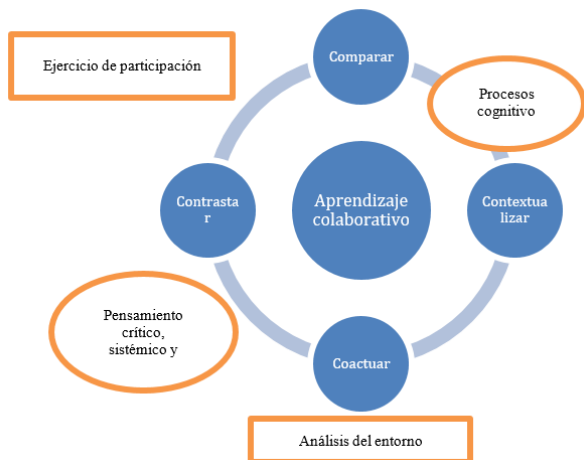 Ejercicio de participación
Comparar
Procesos
cognitivo
Contrasta
r
Aprendizaje
colaborativo
Contextua
lizar
Pensamiento
crítico,
sistémico y
Coactuar
Análisis del entorno